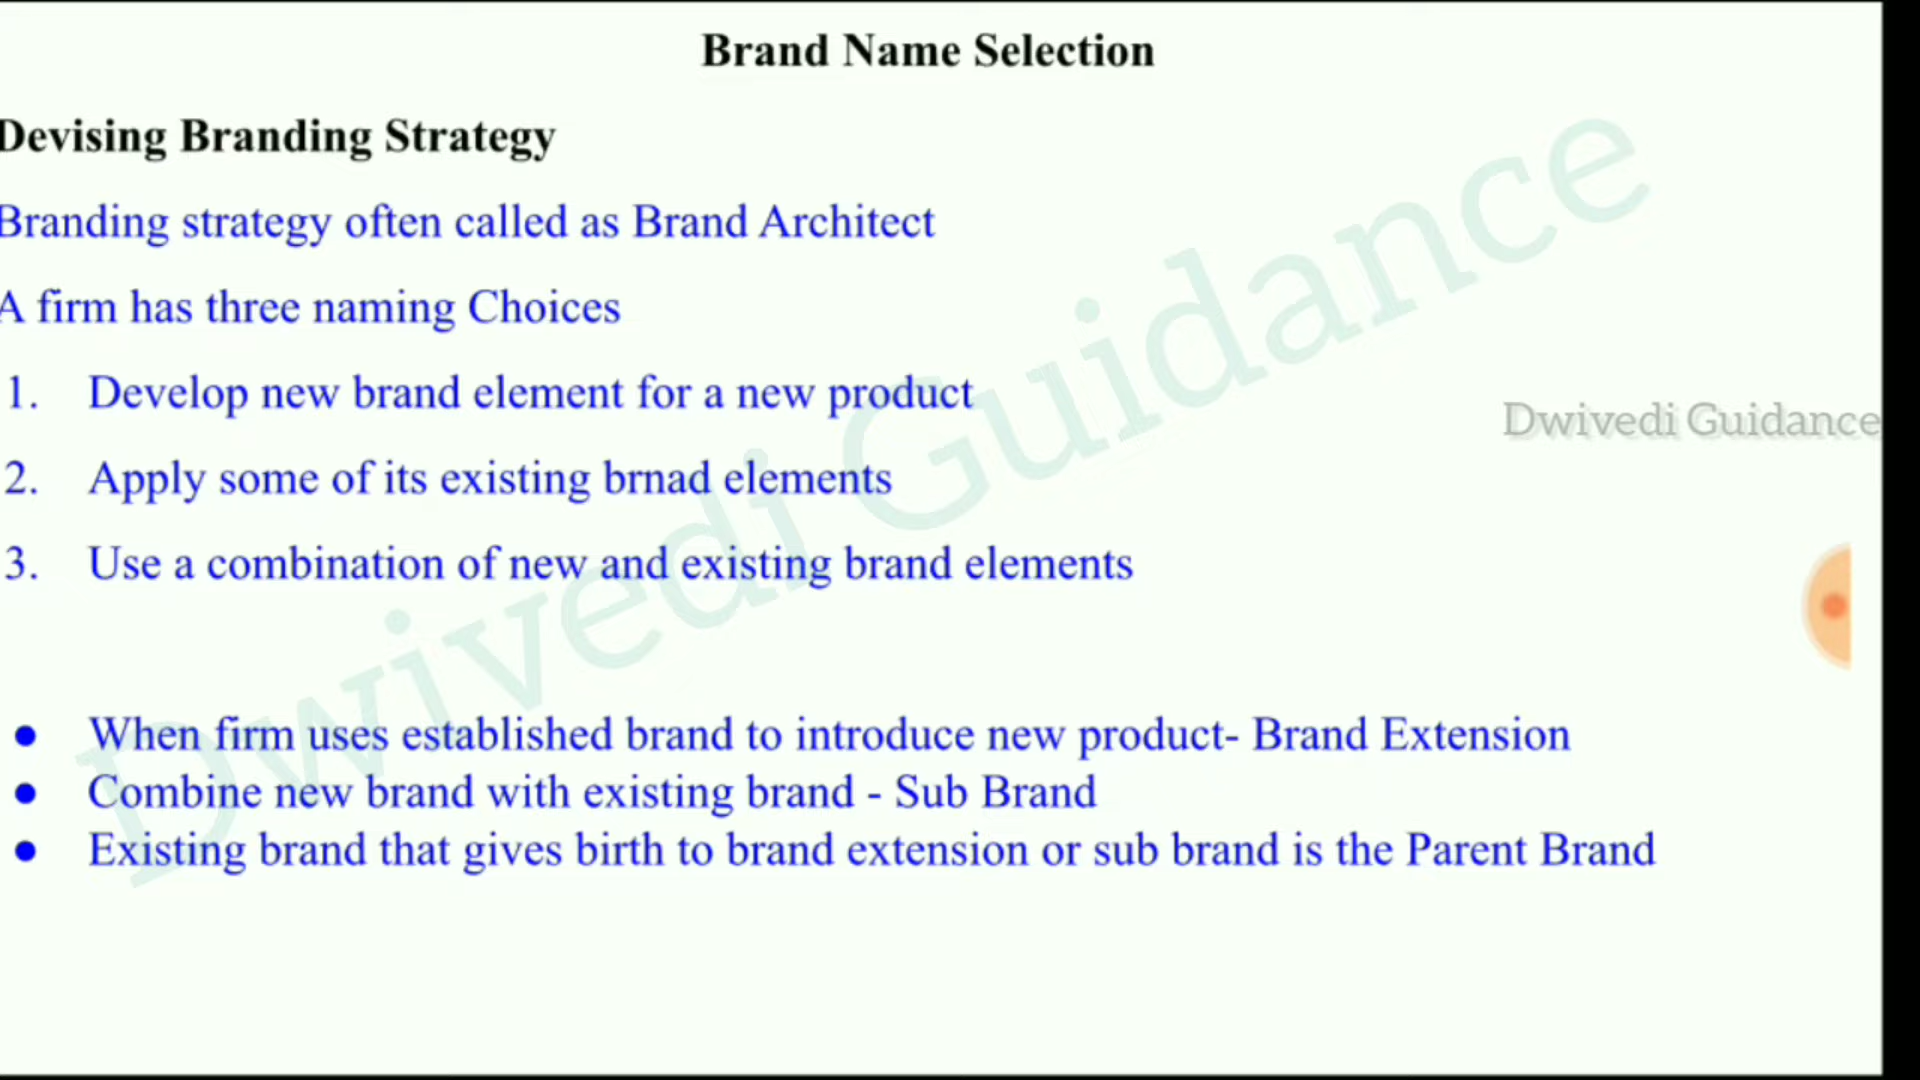 Brand Name Selection
Devising Branding Strategy
Branding strategy often called as Brand Architect
A firm has three naming Choices
1. Develop new brand element for a new product
Dwivedi Guidance
2. Apply some of its existing brnad elements
3. Use a combination of new and existing brand elements
● When firm uses established brand to introduce new product- Brand Extension
● Combine new brand with existing brand - Sub Brand
● Existing brand that gives birth to brand extension or sub brand is the Parent Brand
Dwivedi Guidance